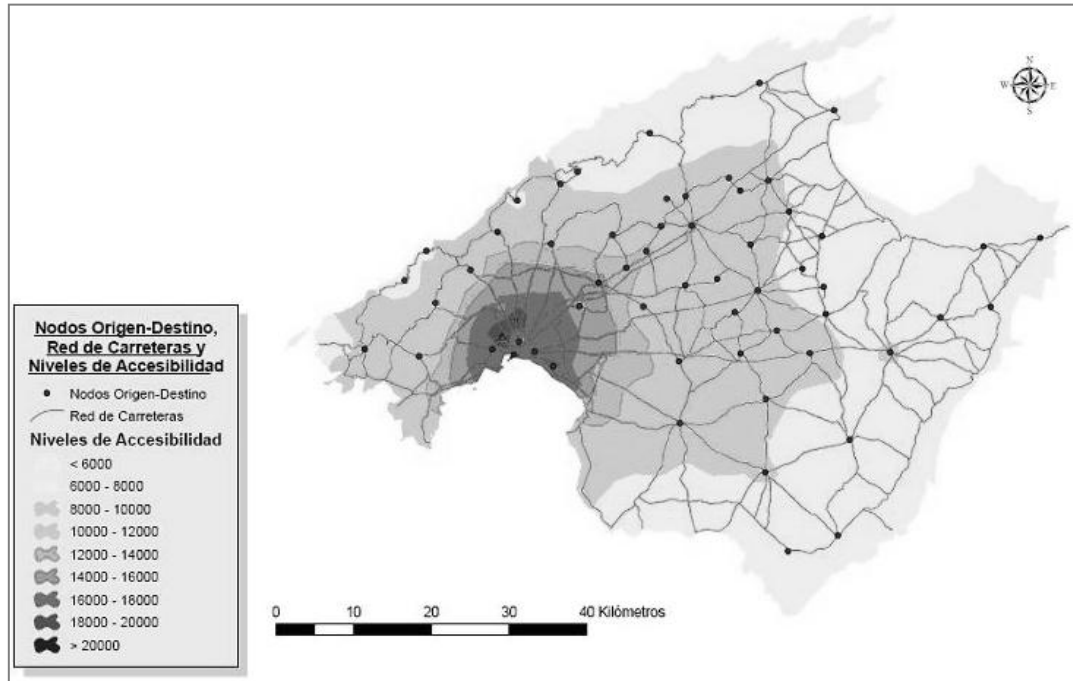 N
W E
S
Nodos Origen-Destino,
Red de Carreteras y
Niveles de Accesibilidad
Nodos Origen-Destino
Red de Carreteras
Niveles de Accesibilidad
< 6000
6000 - 8000
8000 - 10000
10000 - 12000
12000 - 14000
14000 - 16000
16000 - 18000
18000 - 20000
> 20000
0 10 20 30 40 Kilómetros